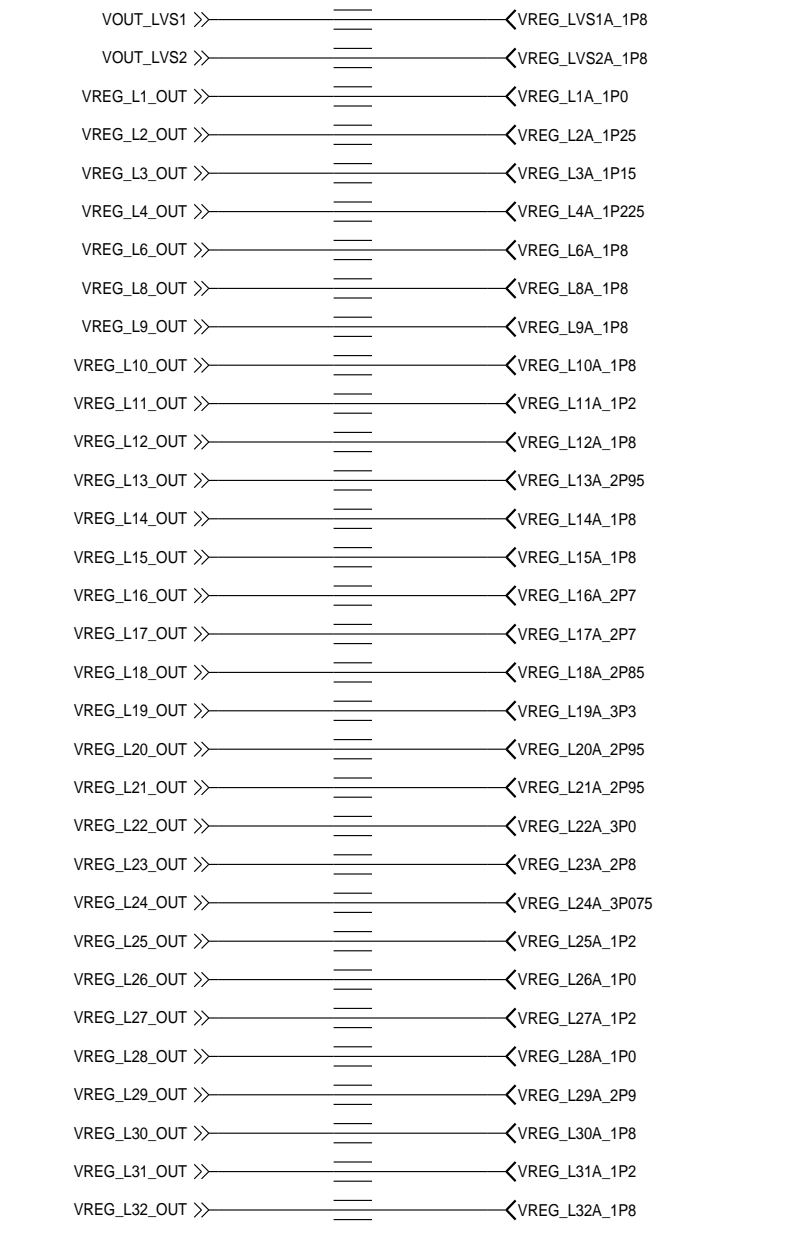 VOUT_LVS1 VREG_LVS1A_1P8
VOUT_LVS2 VREG_LVS2A_1P8
VREG_L1_OUT VREG_L1A_1P0
VREG_L2_OUT VREG_L2A_1P25
VREG_L3_OUT VREG_L3A_1P15
VREG_L4_OUT VREG_L4A_1P225
VREG_L6_OUT VREG_L6A_1P8
VREG_L8_OUT VREG_L8A_1P8
VREG_L9_OUT VREG_L9A_1P8
VREG_L10_OUT VREG_L10A_1P8
VREG_L11_OUT VREG_L11A_1P2
VREG_L12_OUT VREG_L12A_1P8
VREG_L13_OUT VREG_L13A_2P95
VREG_L14_OUT VREG_L14A_1P8
VREG_L15_OUT VREG_L15A_1P8
VREG_L16_OUT VREG_L16A_2P7
VREG_L17_OUT VREG_L17A_2P7
VREG_L18_OUT VREG_L18A_2P85
VREG_L19_OUT VREG_L19A_3P3
VREG_L20_OUT VREG_L20A_2P95
VREG_L21_OUT VREG_L21A_2P95
VREG_L22_OUT VREG_L22A_3P0
VREG_L23_OUT VREG_L23A_2P8
VREG_L24_OUT VREG_L24A_3P075
VREG_L25_OUT VREG_L25A_1P2
VREG_L26_OUT VREG_L26A_1P0
VREG_L27_OUT VREG_L27A_1P2
VREG_L28_OUT VREG_L28A_1P0
VREG_L29_OUT VREG_L29A_2P9
VREG_L30_OUT VREG_L30A_1P8
VREG_L31_OUT VREG_L31A_1P2
VREG_L32_OUT VREG_L32A_1P8